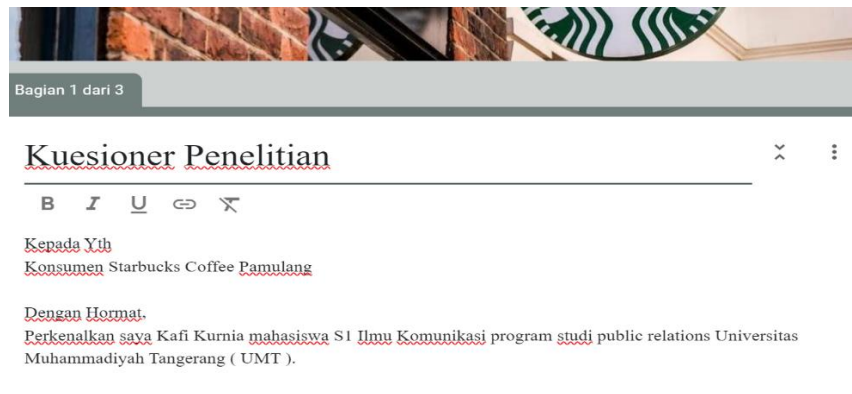 Bagian 1 dari 3
Kuesioner Penelitian
B I U
Kepada Yth
Konsumen Starbucks Coffee Pamulang
Dengan Hormat,
Perkenalkan saya Kafi Kurnia mahasiswa S1 Ilmu Komunikasi program studi public relations Universitas
Muhammadiyah Tangerang ( UMT ).